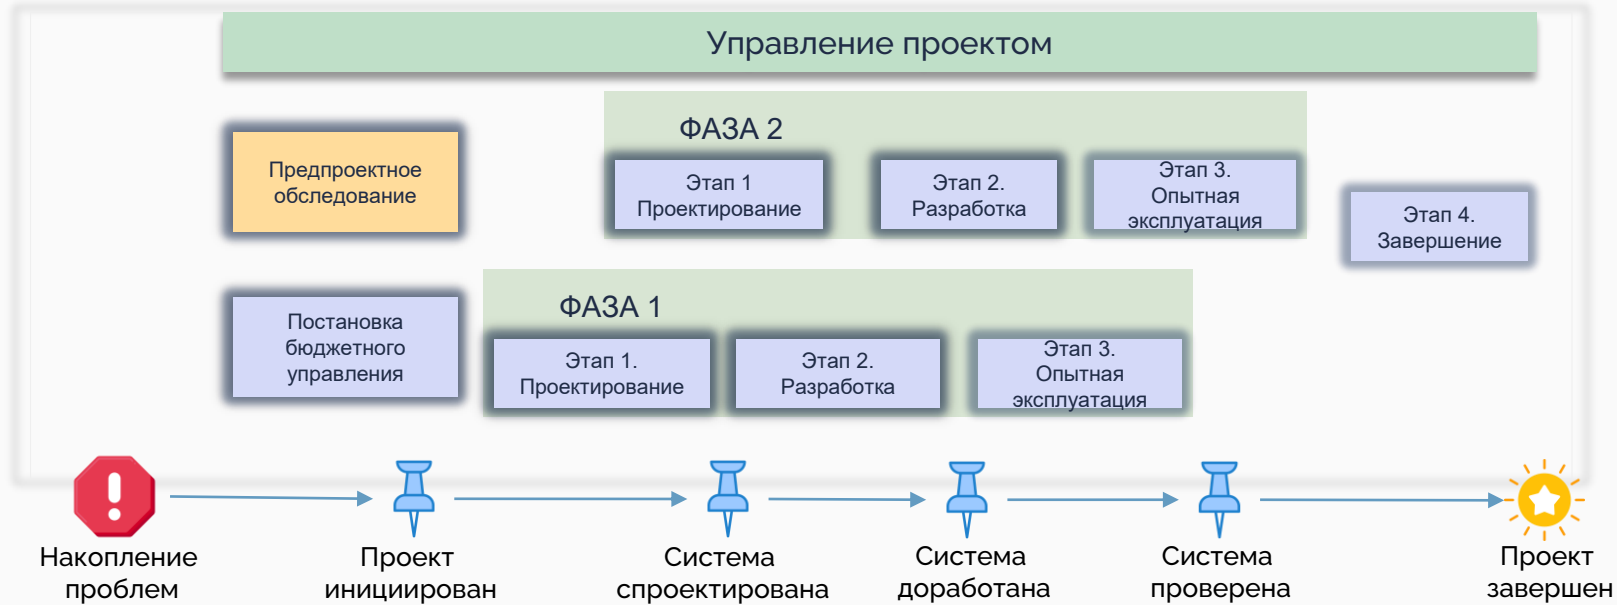 Управление проектом
ФАЗА 2
Предпроектное
обследование
Этап 1
Проектирование
Этап 2.
Разработка
Этап 3.
Опытная
эксплуатация
Этап 4.
Завершение
ФАЗА 1
Постановка
бюджетного
управления
Этап 1.
Проектирование
Этап 2.
Разработка
Этап 3.
Опытная
эксплуатация
Накопление
проблем
Проект
инициирован
Система
спроектирована
Система
доработана
Система
проверена
Проект
завершен